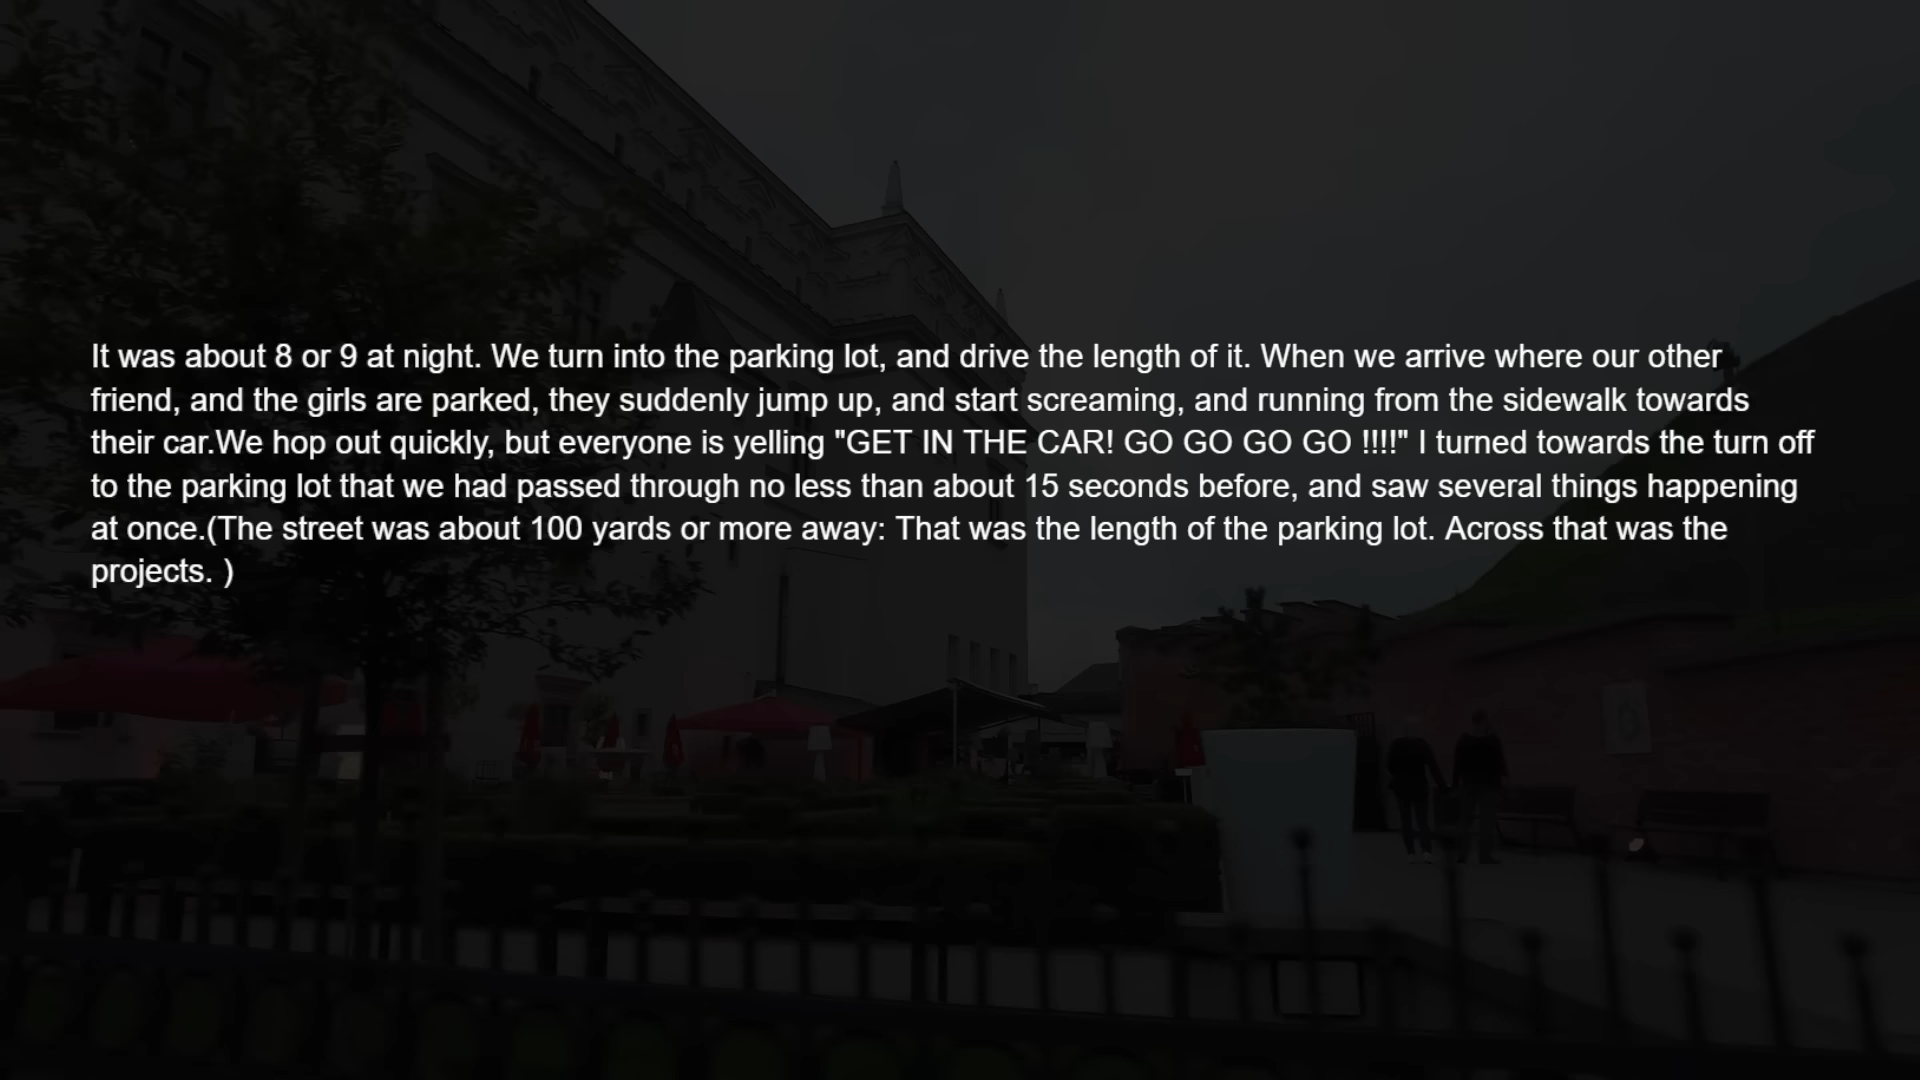 It was about 8 or 9 at night. We turn into the parking lot, and drive the length of it. When we arrive where our other
friend, and the girls are parked, they suddenly jump up, and start screaming, and running from the sidewalk towards
their car.We hop out quickly, but everyone is yelling "GET IN THE CAR! GO GO GO GO !!!!" I turned towards the turn off
to the parking lot that we had passed through no less than about 15 seconds before, and saw several things happening
at once.(The street was about 100 yards or more away: That was the length of the parking lot. Across that was the
projects. )